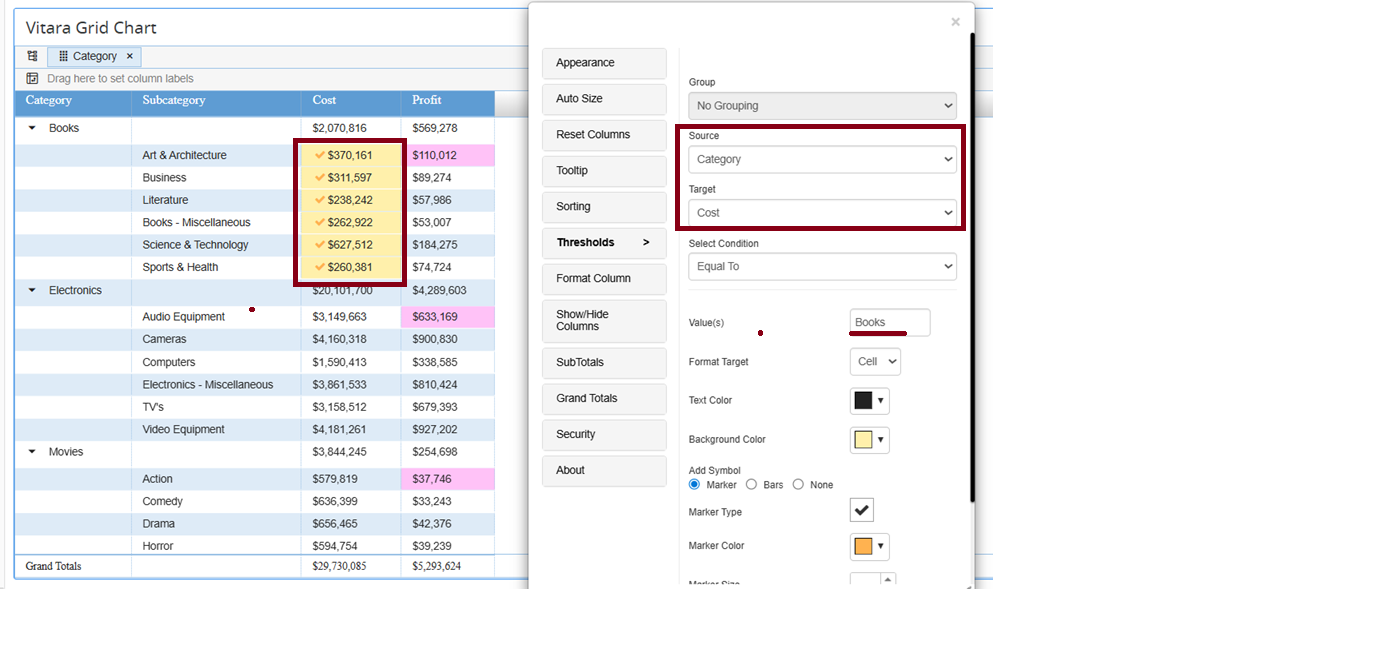 Vitara Grid Chart
Category ×
Drag here to set column labels
Category Subcategory Cost Profit
Books $2,070,816 $569,278
Art & Architecture $370,161 $110,012
Business $311,597 $89,274
Literature $238,242 $57,986
Books - Miscellaneous $262,922 $53,007
Science & Technology $627,512 $184,275
Sports & Health $260,381 $74,724
Electronics $20,101,700 $4,289,603
Audio Equipment $3,149,663 $633,169
Cameras $4,160,318 $900,830
Computers $1,590,413 $338,585
Electronics - Miscellaneous $3,861,533 $810,424
TV's $3,158,512 $679,393
Video Equipment $4,181,261 $927,202
Movies $3,844,245 $254,698
Action $579,819 $37,746
Comedy $636,399 $33,243
Drama $656,465 $42,376
Horror $594,754 $39,239
Grand Totals $29,730,085 $5,293,624
×
Appearance
Auto Size
Reset Columns
Tooltip
Sorting
Thresholds >
Format Column
Show/Hide
Columns
SubTotals
Grand Totals
Security
About
Group
No Grouping
Source
Category
Target
Cost
Select Condition
Equal To
Value(s) Books
Format Target Cell
Text Color
Background Color
Add Symbol
Marker Bars None
Marker Type
Marker Color
Marker Size